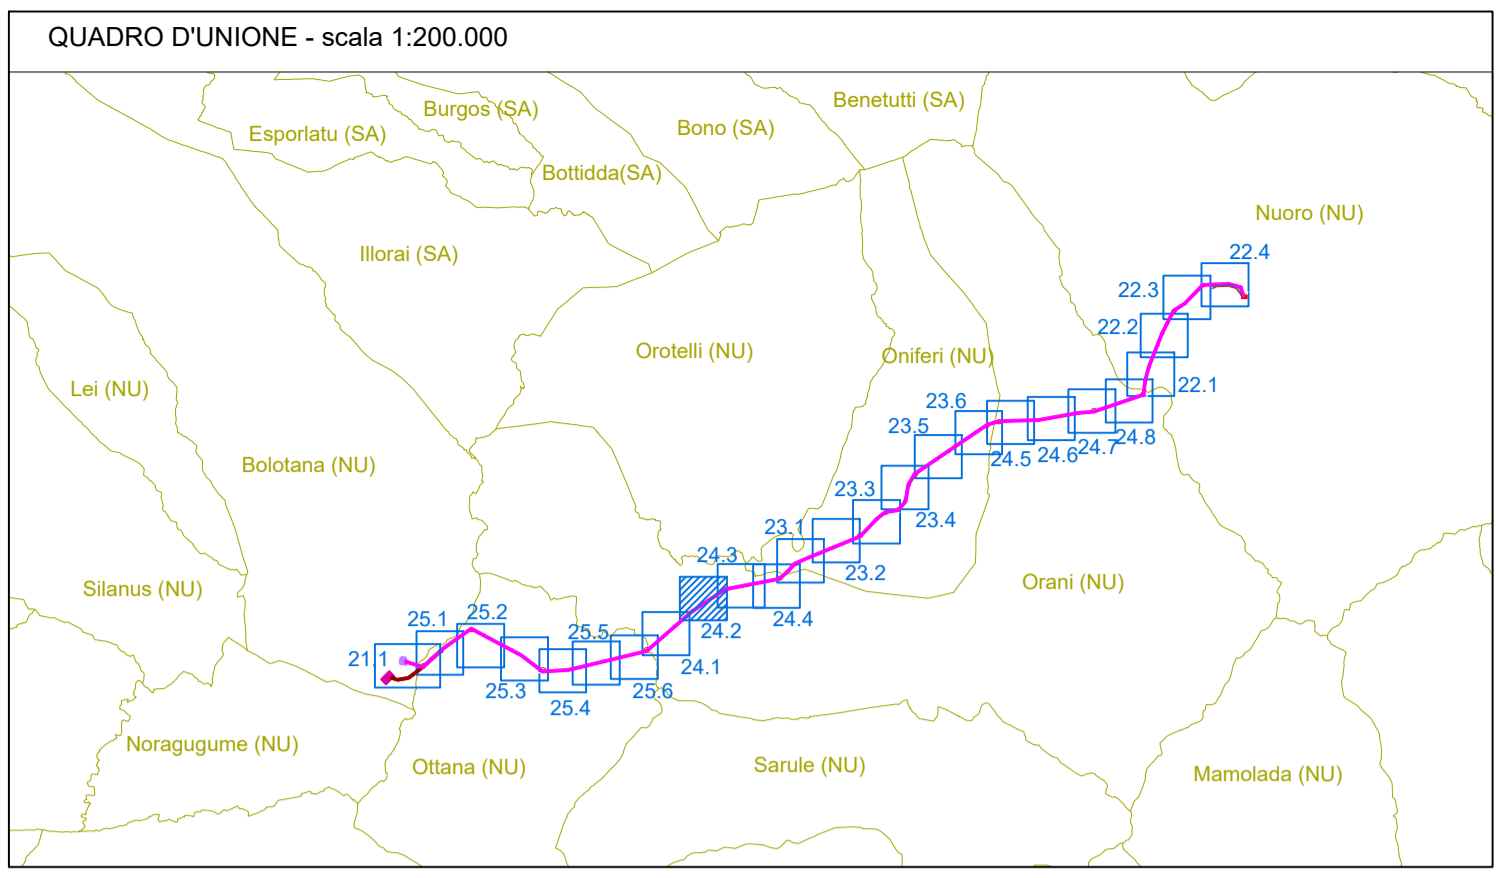 QUADRO D'UNIONE - scala 1:200.000
Benetutti (SA)
Burgos (SA)
Bono (SA)
Esporlatu (SA)
Bottidda(SA)
Nuoro (NU)
Illorai (SA)
22.4
22.3
22.2
Orotelli (NU)
Oniferi (NU)
22.1
Lei (NU)
23.6
23.5
24.8
24.7
24.6
24.5
Bolotana (NU)
23.3
23.4
23.1
24.3
23.2
Orani (NU)
Silanus (NU)
25.2
25.1
24.4
24.2
25.5
21.1
24.1
25.3
25.6
25.4
Noragugume (NU)
Ottana (NU)
Sarule (NU)
Mamolada (NU)